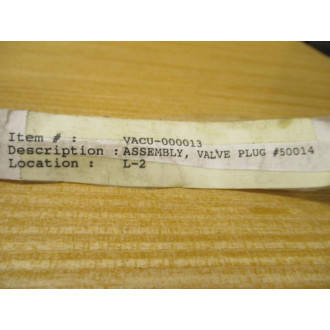 Item # : VACU-000013
Description : ASSEMBLY, VALVE PLUG #50014
Location : L-2